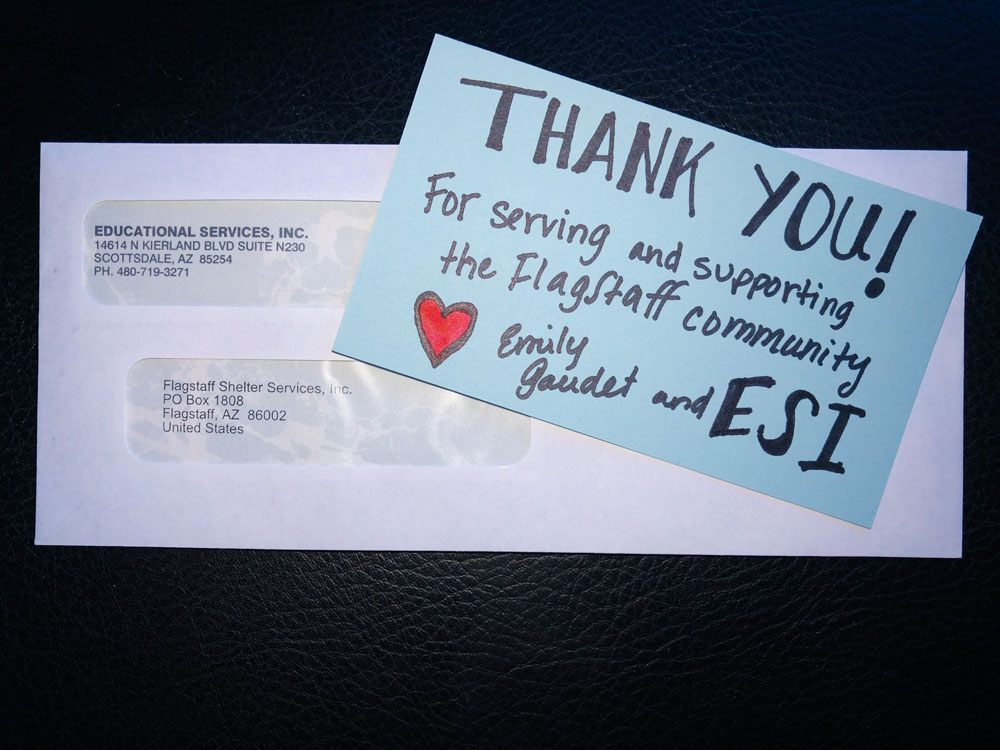 EDUCATIONAL SERVICES, INC.
14614 N KIERLAND BLVD SUITE N230
SCOTTSDALE, AZ 85254
PH. 480-719-3271
Flagstaff Shelter Services, Inc.
PO Box 1808
Flagstaff, AZ 86002
United States
THANK YOU!
For serving and supporting
the Flagstaff community
Emily
Gaudet and ESI